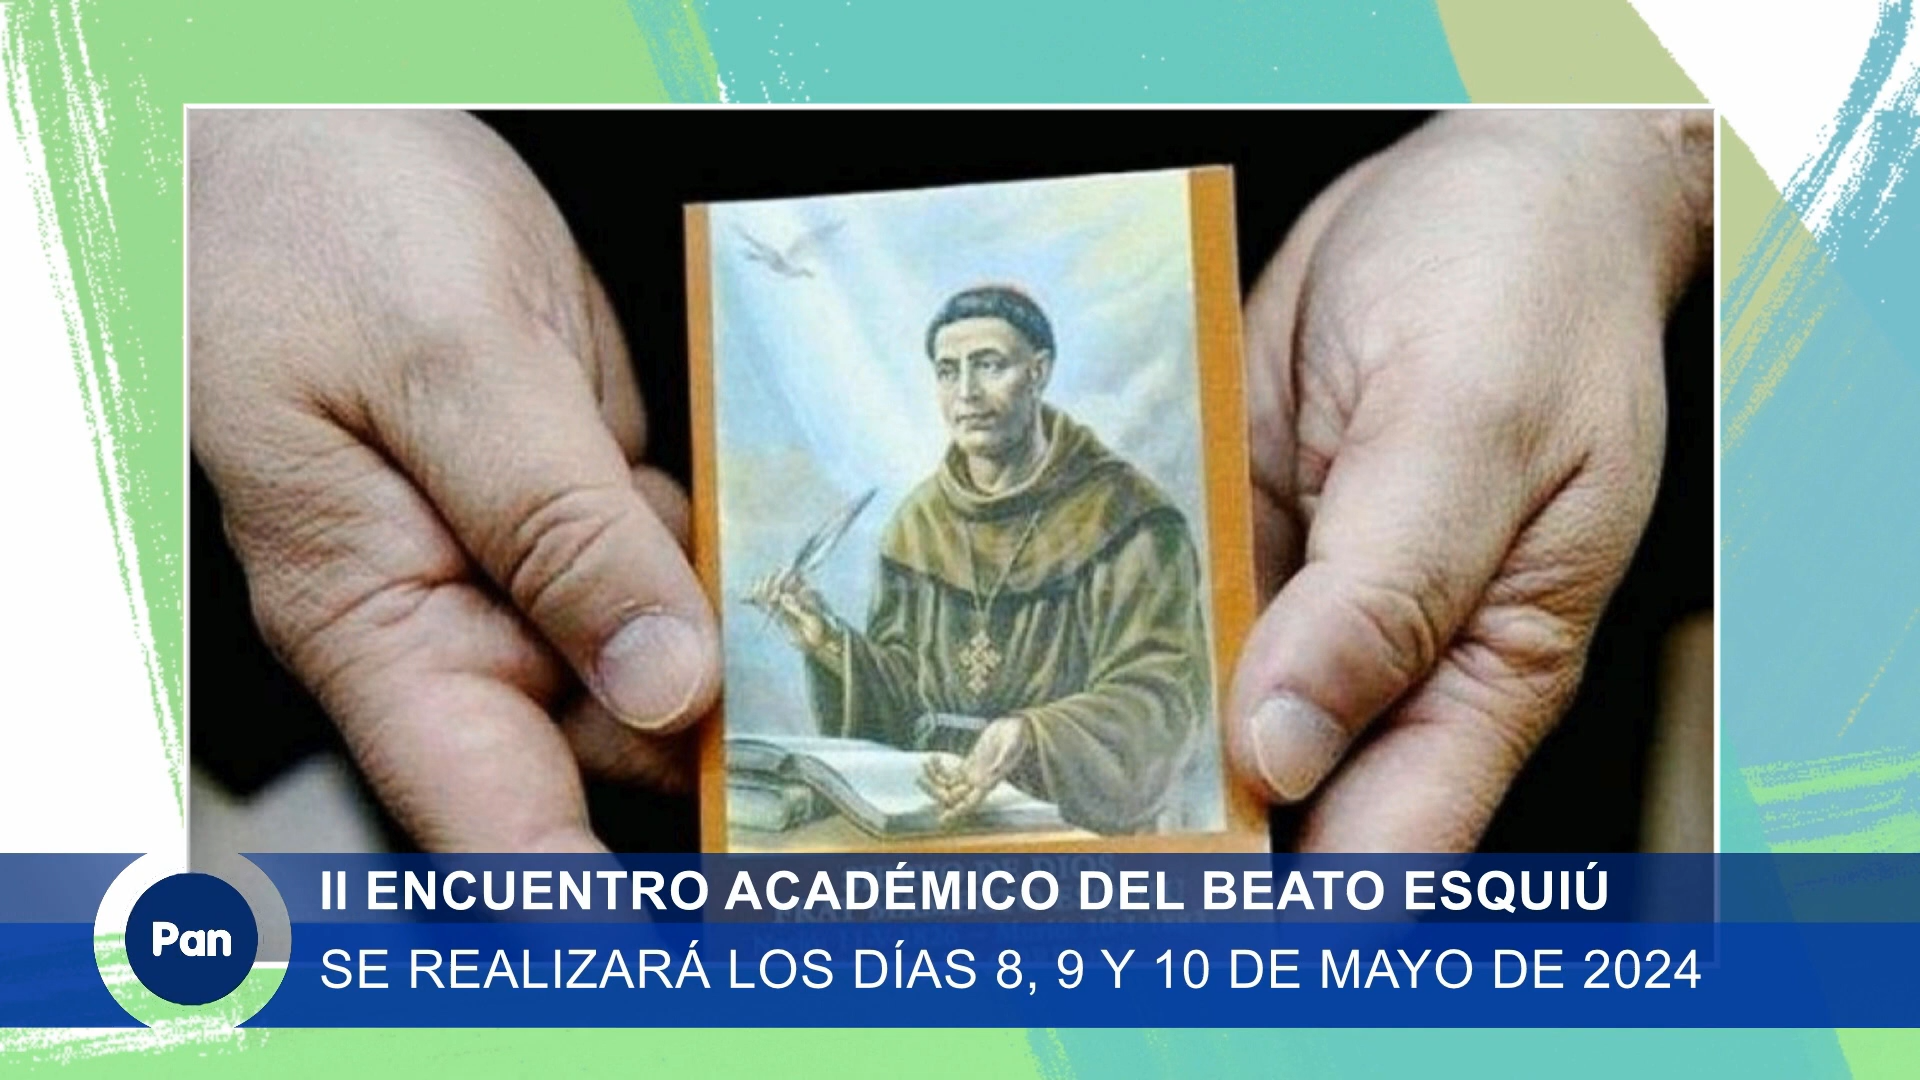 II ENCUENTRO ACADÉMICO DEL BEATO ESQUIÚ
Pan
SE REALIZARÁ LOS DÍAS 8, 9 Y 10 DE MAYO DE 2024